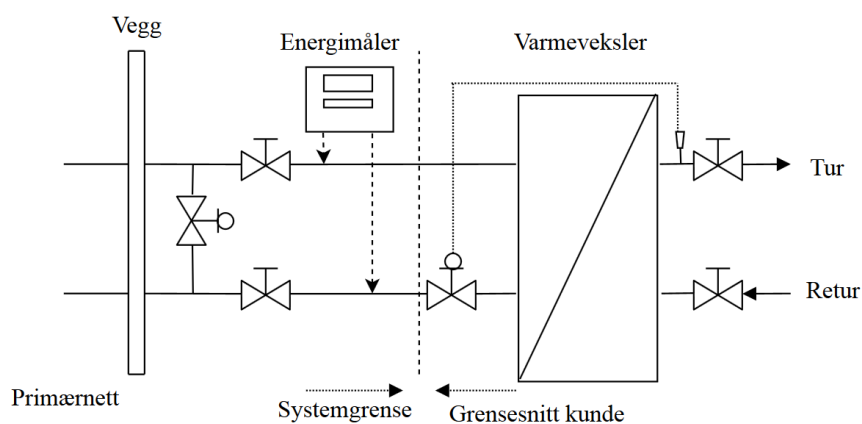 Vegg
Energimåler
Varmeveksler
Tur
Retur
Primærnett
Systemgrense
Grensesnitt kunde